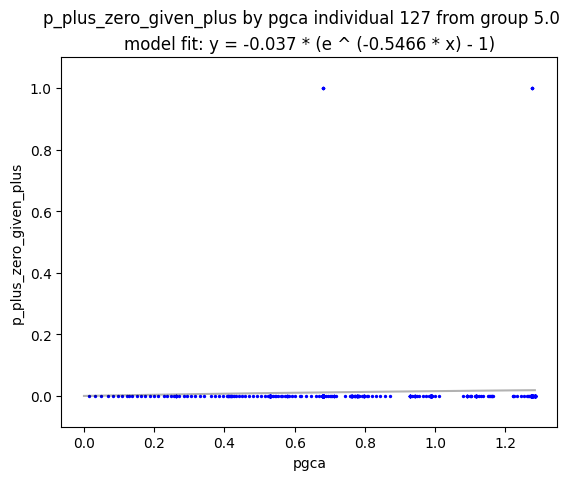 p_plus_zero_given_plus by pgca individual 127 from group 5.0
model fit: y = -0.037 * (e ^ (-0.5466 * x) - 1)
1.0
0.8
0.6
0.4
0.2
0.0
p_plus_zero_given_plus
0.0 0.2 0.4 0.6 0.8 1.0 1.2
pgca